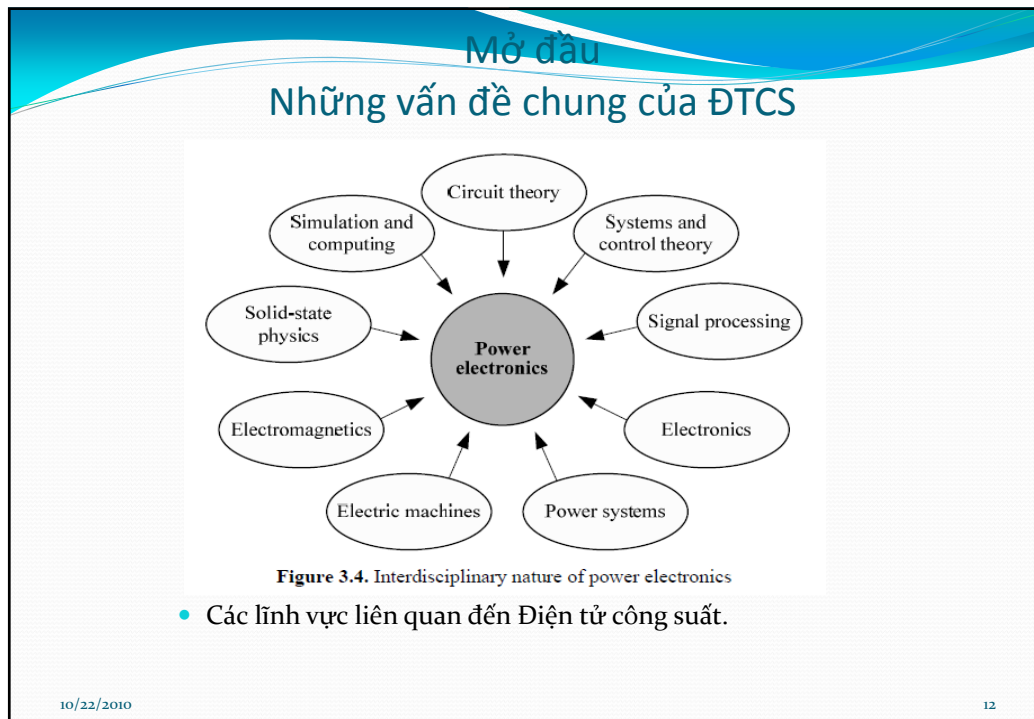 Mở đầu
Những vấn đề chung của ĐTCS
Circuit theory
Simulation and
computing
Systems and
control theory
Solid-state
physics
Signal processing
Power
electronics
Electromagnetics
Electronics
Electric machines
Power systems
Figure 3.4. Interdisciplinary nature of power electronics
• Các lĩnh vực liên quan đến Điện tử công suất.
10/22/2010
12